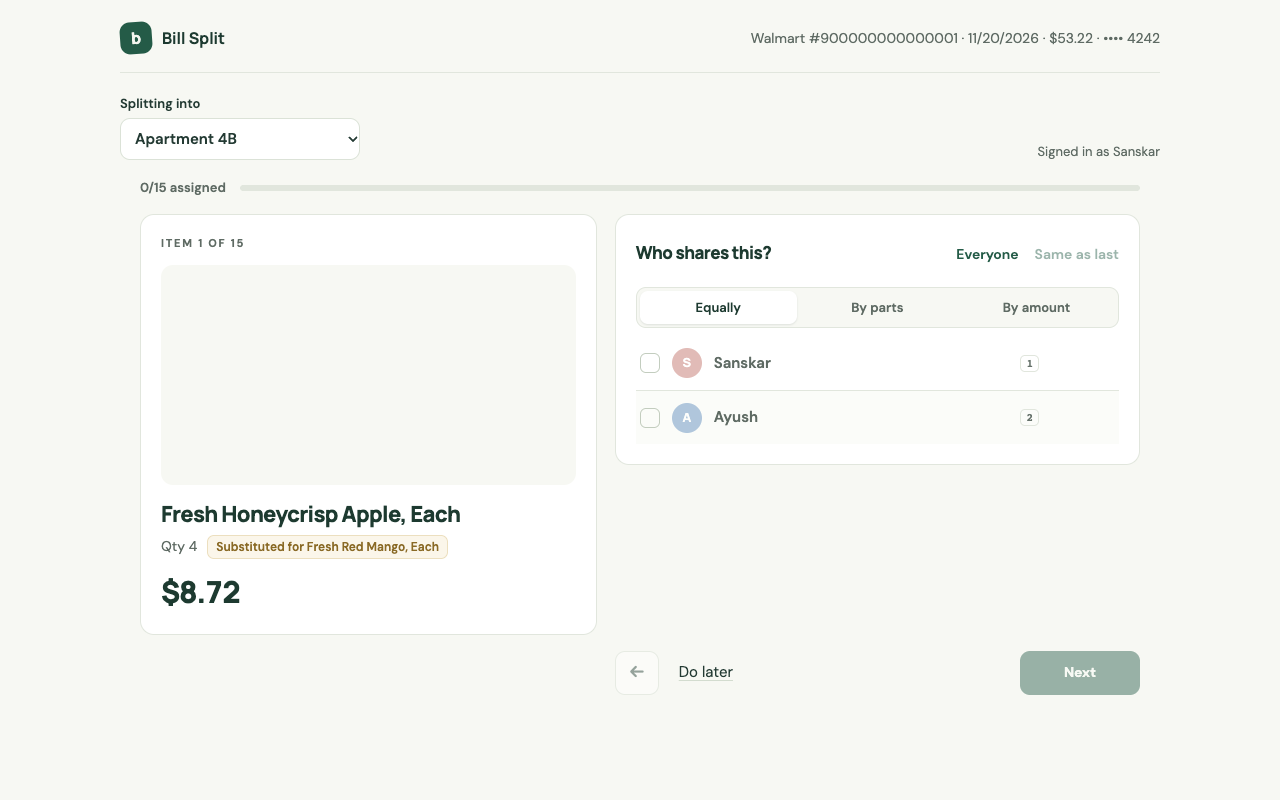 b
Bill Split
Walmart #900000000000001 · 11/20/2026 · $53.22 · •••• 4242
Splitting into
Apartment 4B
Signed in as Sanskar
0/15 assigned
ITEM 1 OF 15
Fresh Honeycrisp Apple, Each
Qty 4 Substituted for Fresh Red Mango, Each
$8.72
Who shares this?
Everyone Same as last
Equally By parts By amount
S Sanskar 1
A Ayush 2
← Do later Next